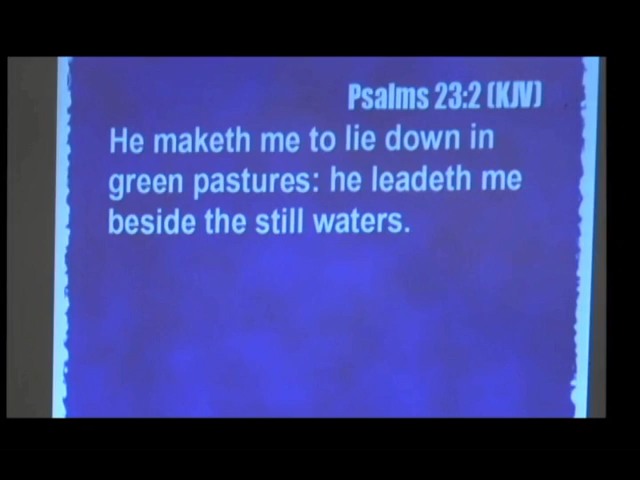 Psalms 23:2 (KJV)
He maketh me to lie down in
green pastures: he leadeth me
beside the still waters.